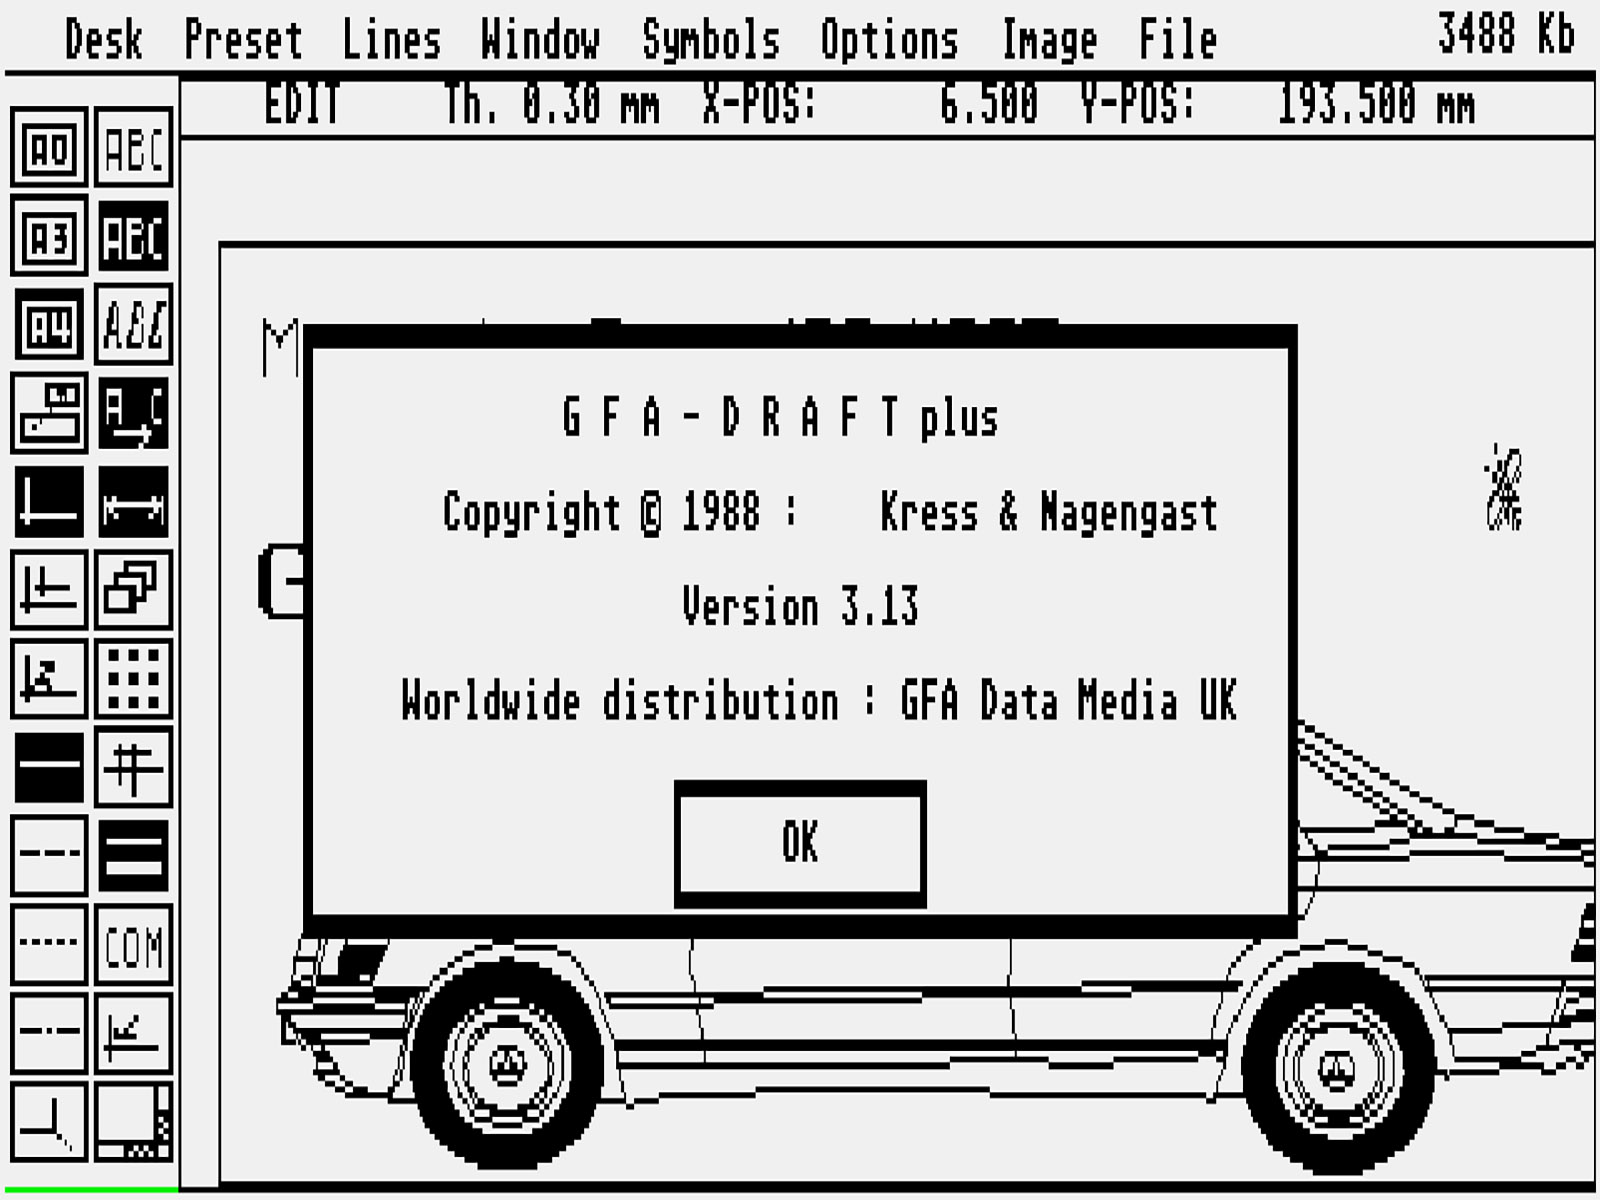 Desk Preset Lines Window Symbols Options Image File 3488 Kb
EDIT Th. 0.30 mm X-POS: 6.500 Y-POS: 193.500 mm
A0 ABC
A3 ABC
A4 ABC
A C
COM
G F A - D R A F T plus
Copyright © 1988 : Kress & Nagengast
Version 3.13
Worldwide distribution : GFA Data Media UK
OK